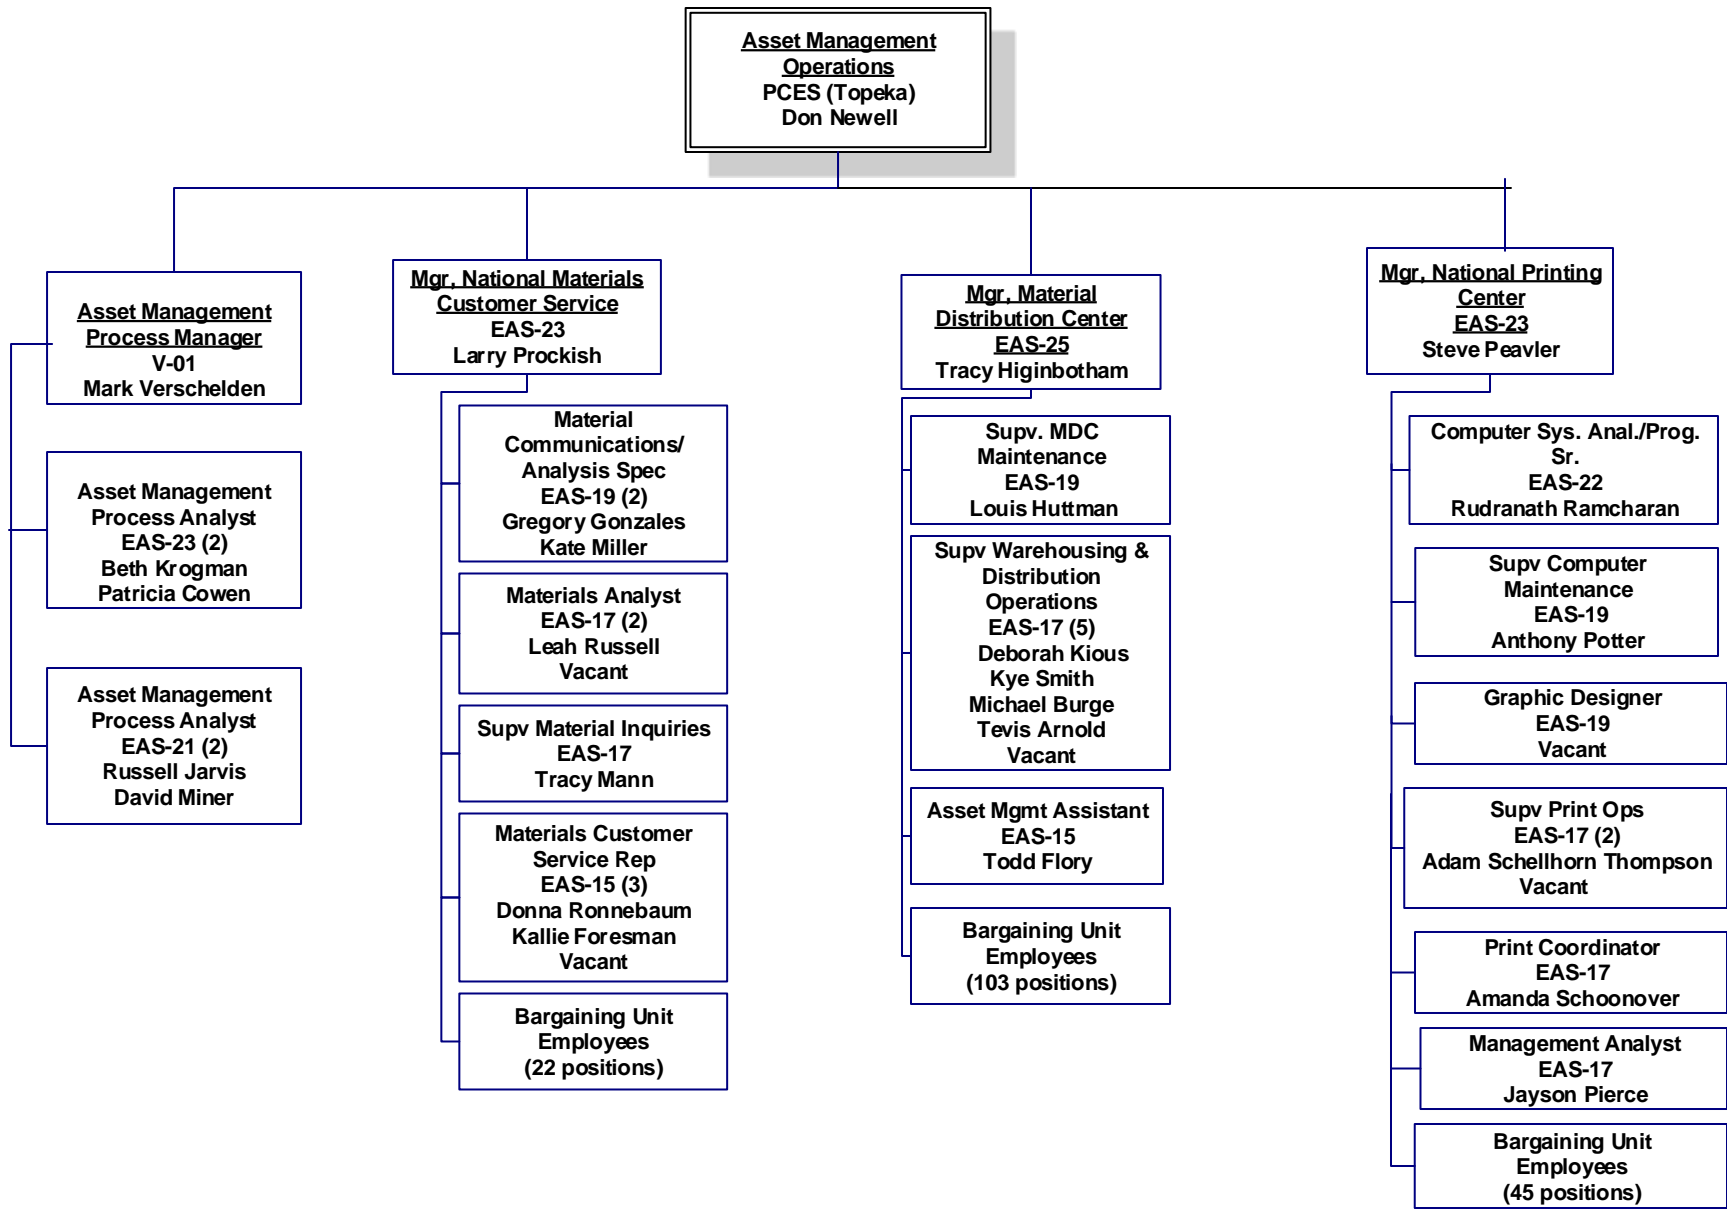 Asset Management
Operations
PCES (Topeka)
Don Newell
Asset Management
Process Manager
V-01
Mark Verschelden
Asset Management
Process Analyst
EAS-23 (2)
Beth Krogman
Patricia Cowen
Asset Management
Process Analyst
EAS-21 (2)
Russell Jarvis
David Miner
Mgr, National Materials
Customer Service
EAS-23
Larry Prockish
Material
Communications/
Analysis Spec
EAS-19 (2)
Gregory Gonzales
Kate Miller
Materials Analyst
EAS-17 (2)
Leah Russell
Vacant
Supv Material Inquiries
EAS-17
Tracy Mann
Materials Customer
Service Rep
EAS-15 (3)
Donna Ronnebaum
Kallie Foresman
Vacant
Bargaining Unit
Employees
(22 positions)
Mgr, Material
Distribution Center
EAS-25
Tracy Higinbotham
Supv. MDC
Maintenance
EAS-19
Louis Huttman
Supv Warehousing &
Distribution
Operations
EAS-17 (5)
Deborah Kious
Kye Smith
Michael Burge
Tevis Arnold
Vacant
Asset Mgmt Assistant
EAS-15
Todd Flory
Bargaining Unit
Employees
(103 positions)
Mgr, National Printing
Center
EAS-23
Steve Peavler
Computer Sys. Anal./Prog.
Sr.
EAS-22
Rudranath Ramcharan
Supv Computer
Maintenance
EAS-19
Anthony Potter
Graphic Designer
EAS-19
Vacant
Supv Print Ops
EAS-17 (2)
Adam Schellhorn Thompson
Vacant
Print Coordinator
EAS-17
Amanda Schoonover
Management Analyst
EAS-17
Jayson Pierce
Bargaining Unit
Employees
(45 positions)